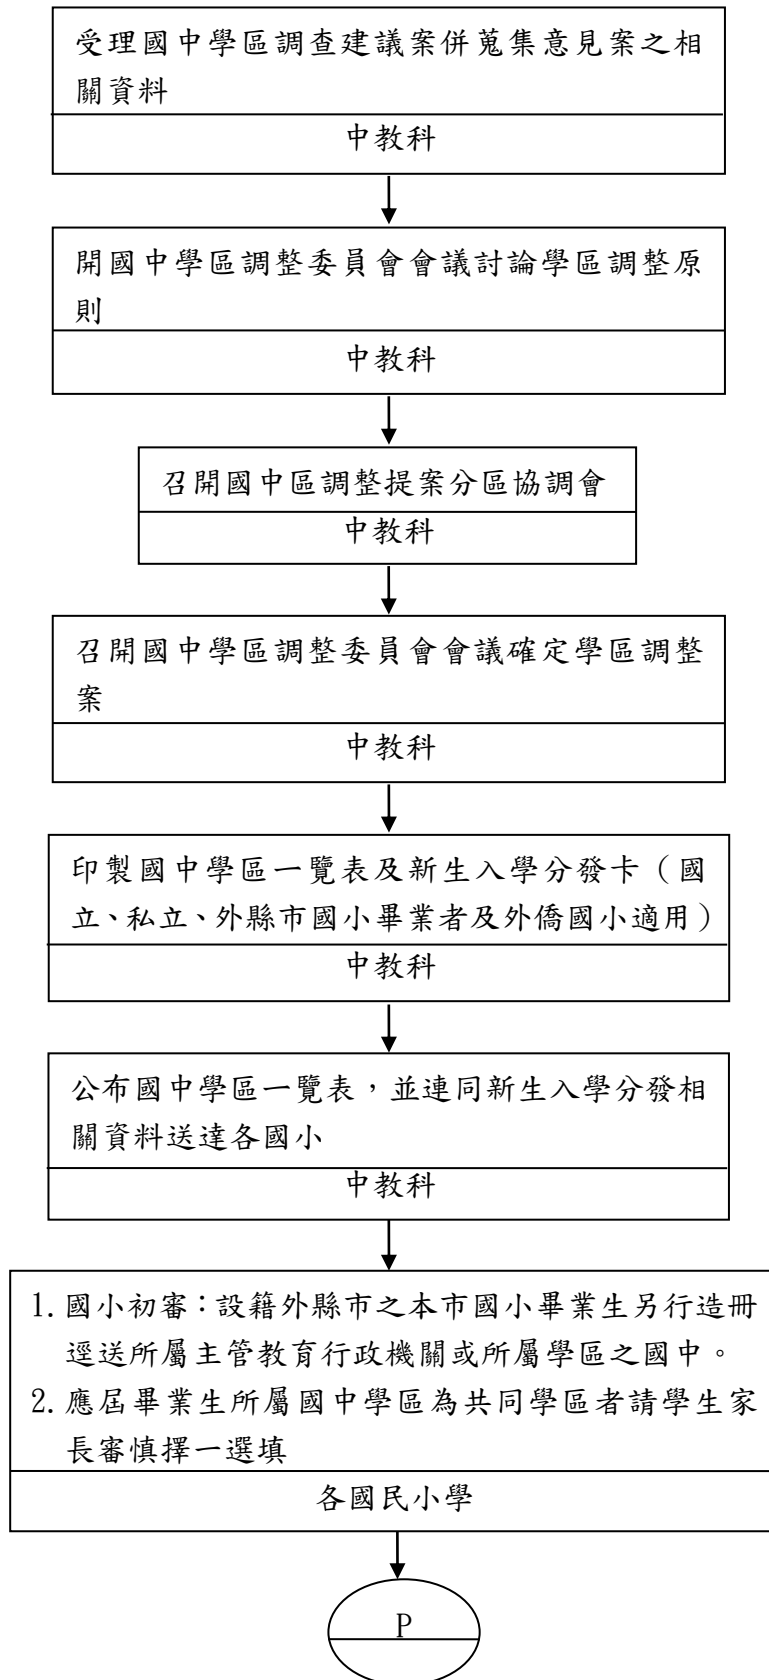 受理國中學區調查建議案併蒐集意見案之相
關資料
中教科
開國中學區調整委員會會議討論學區調整原
則
中教科
召開國中區調整提案分區協調會
中教科
召開國中學區調整委員會會議確定學區調整
案
中教科
印製國中學區一覽表及新生入學分發卡（國
立、私立、外縣市國小畢業者及外僑國小適用）
中教科
公布國中學區一覽表，並連同新生入學分發相
關資料送達各國小
中教科
1. 國小初審：設籍外縣市之本市國小畢業生另行造冊
逕送所屬主管教育行政機關或所屬學區之國中。
2. 應屆畢業生所屬國中學區為共同學區者請學生家
長審慎擇一選填
各國民小學
P